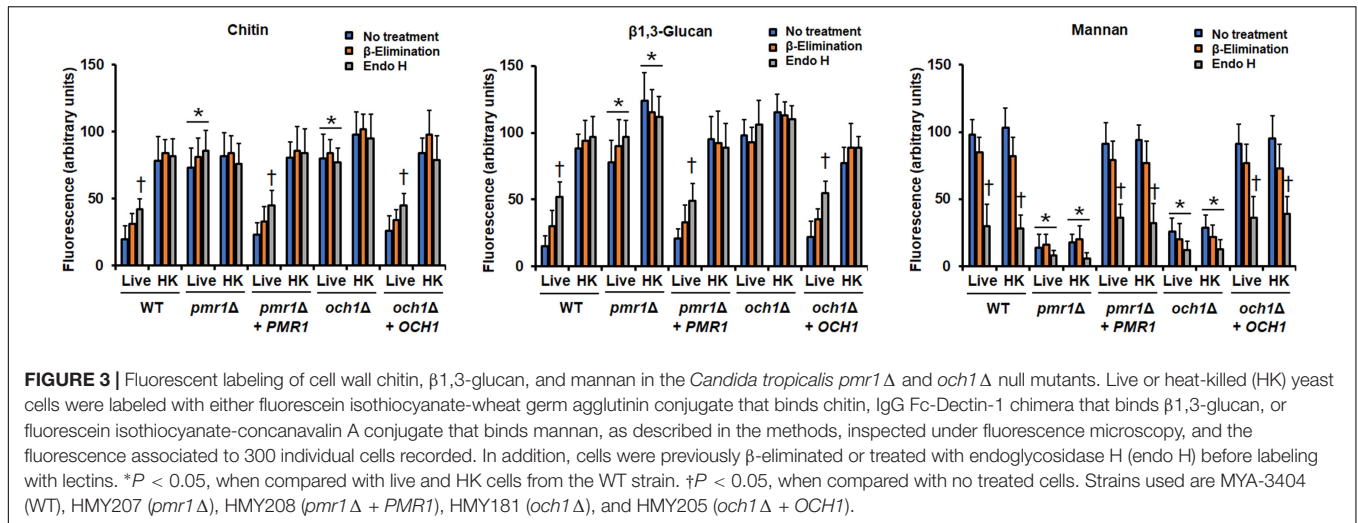 Chitin
No treatment
β-Elimination
Endo H
Fluorescence (arbitrary units)
150
100
50
0
†
*
†
*
†
Live HK Live HK Live HK Live HK Live HK
WT pmr1Δ pmr1Δ och1Δ och1Δ
+ PMR1 + OCH1
β1,3-Glucan
No treatment
β-Elimination
Endo H
Fluorescence (arbitrary units)
150
100
50
0
†
*
*
†
†
Live HK Live HK Live HK Live HK Live HK
WT pmr1Δ pmr1Δ och1Δ och1Δ
+ PMR1 + OCH1
Mannan
No treatment
β-Elimination
Endo H
Fluorescence (arbitrary units)
150
100
50
0
†
†
*
*
†
†
*
*
†
†
Live HK Live HK Live HK Live HK Live HK
WT pmr1Δ pmr1Δ och1Δ och1Δ
+ PMR1 + OCH1
FIGURE 3 | Fluorescent labeling of cell wall chitin, β1,3-glucan, and mannan in the Candida tropicalis pmr1Δ and och1Δ null mutants. Live or heat-killed (HK) yeast
cells were labeled with either fluorescein isothiocyanate-wheat germ agglutinin conjugate that binds chitin, IgG Fc-Dectin-1 chimera that binds β1,3-glucan, or
fluorescein isothiocyanate-concanavalin A conjugate that binds mannan, as described in the methods, inspected under fluorescence microscopy, and the
fluorescence associated to 300 individual cells recorded. In addition, cells were previously β-eliminated or treated with endoglycosidase H (endo H) before labeling
with lectins. *P < 0.05, when compared with live and HK cells from the WT strain. †P < 0.05, when compared with no treated cells. Strains used are MYA-3404
(WT), HMY207 (pmr1Δ), HMY208 (pmr1Δ + PMR1), HMY181 (och1Δ), and HMY205 (och1Δ + OCH1).